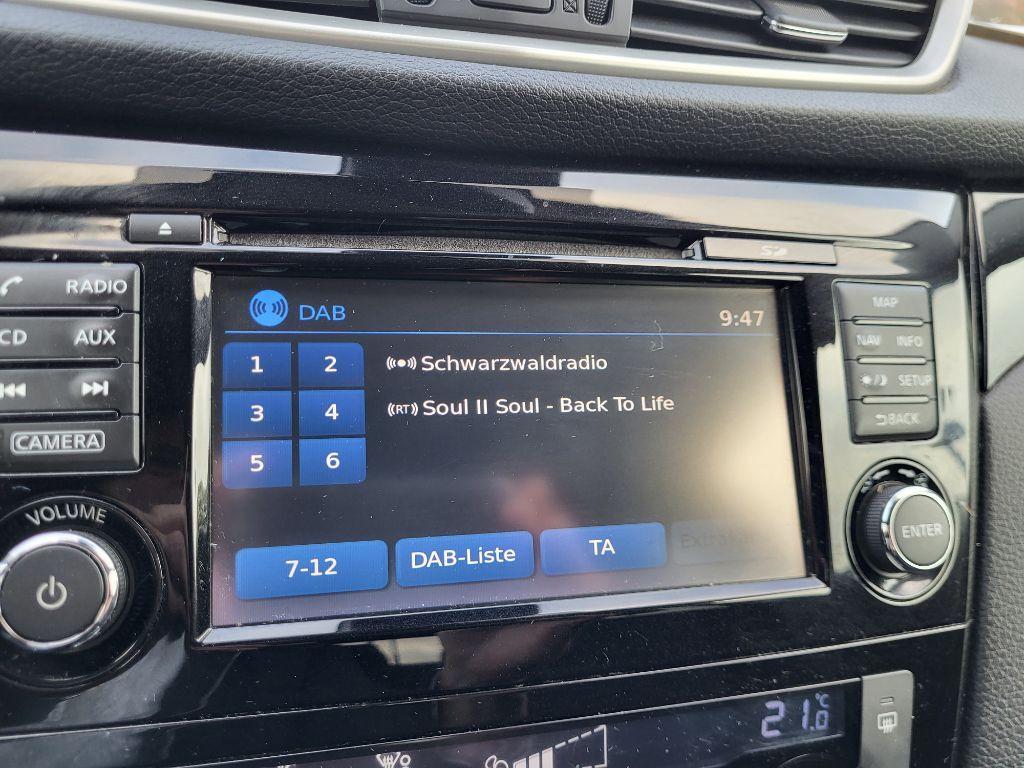 SD
RADIO
CD AUX
CAMERA
VOLUME
DAB 9:47
1 2
3 4
5 6
Schwarzwaldradio
(RT) Soul II Soul - Back To Life
7-12 DAB-Liste TA
MAP
NAV INFO
SETUP
BACK
ENTER
21.0 °C